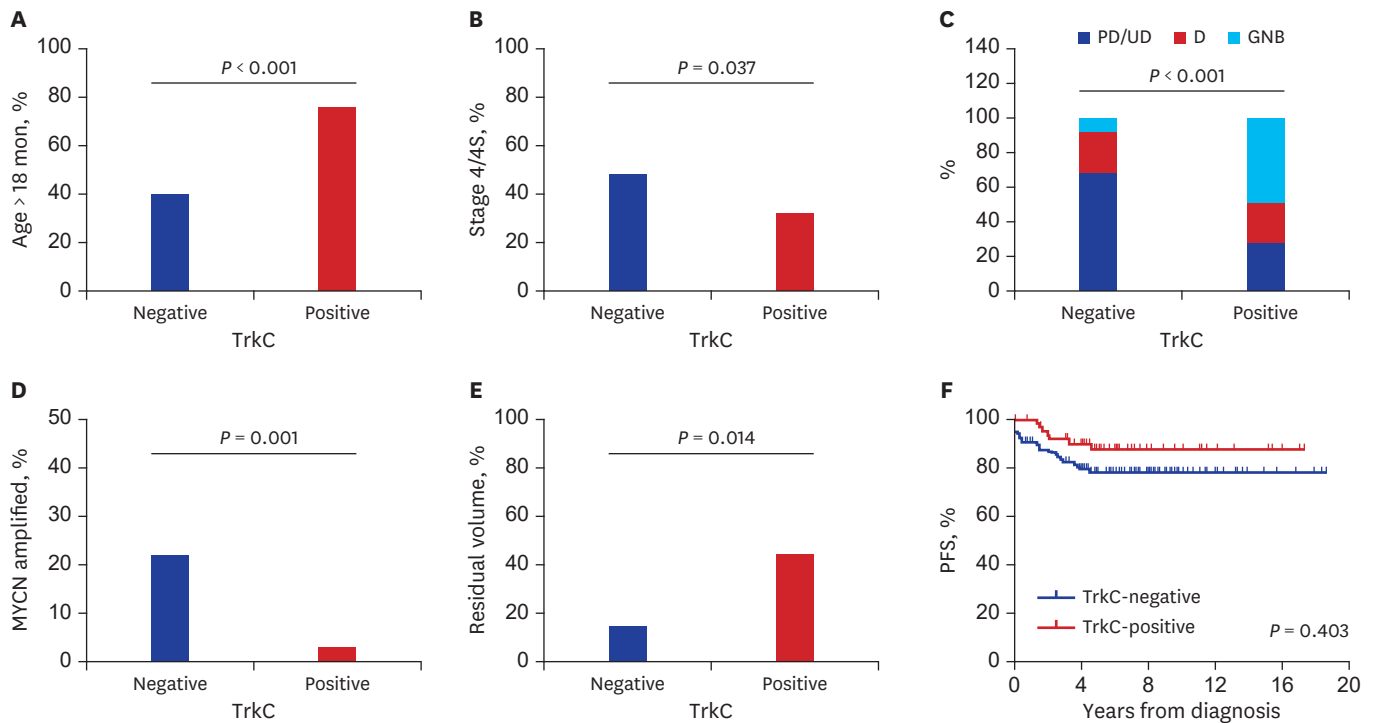 A
100
80
60
40
20
0
Age > 18 mon, %
P < 0.001
Negative
Positive
TrkC
B
100
80
60
40
20
0
Stage 4/4S, %
P = 0.037
Negative
Positive
TrkC
C
PD/UD D GNB
140
120
100
80
60
40
20
0
%
P < 0.001
Negative
Positive
TrkC
D
50
40
30
20
10
0
MYCN amplified, %
P = 0.001
Negative
Positive
TrkC
E
100
80
60
40
20
0
Residual volume, %
P = 0.014
Negative
Positive
TrkC
F
100
80
60
40
20
0
PFS, %
TrkC-negative
TrkC-positive
P = 0.403
0 4 8 12 16 20
Years from diagnosis